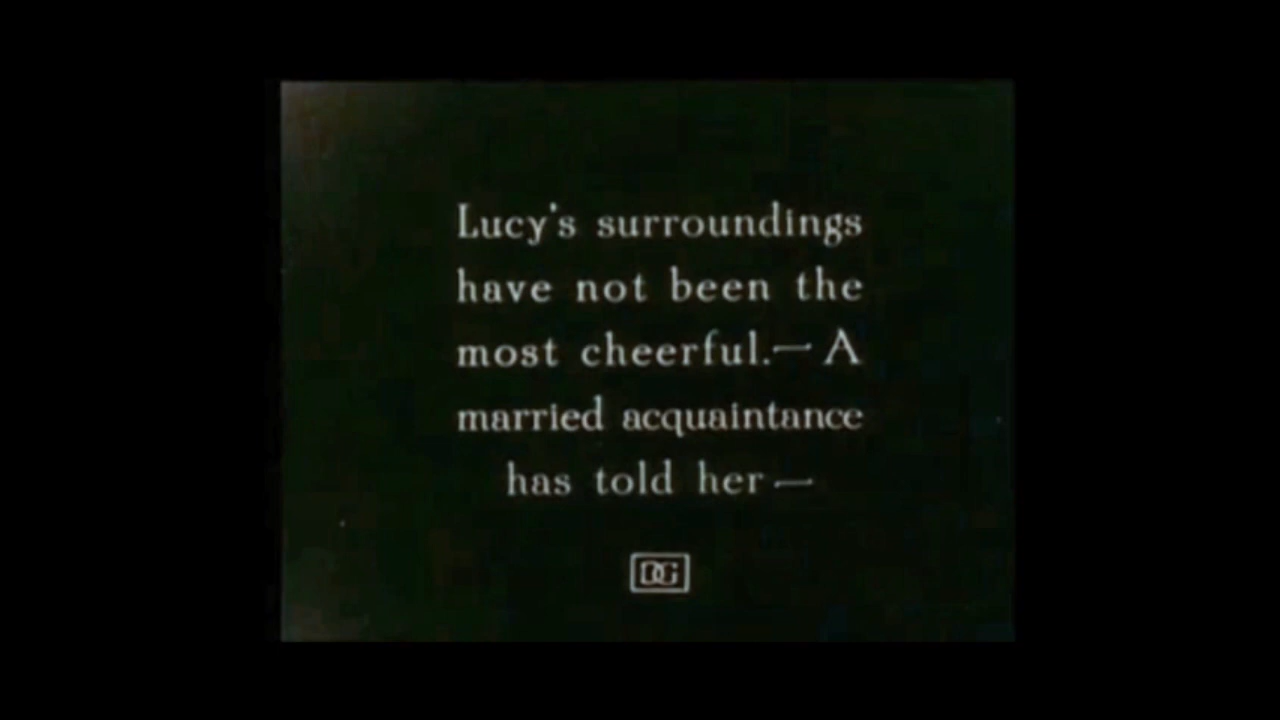 Lucy's surroundings
have not been the
most cheerful.— A
married acquaintance
has told her —
DG